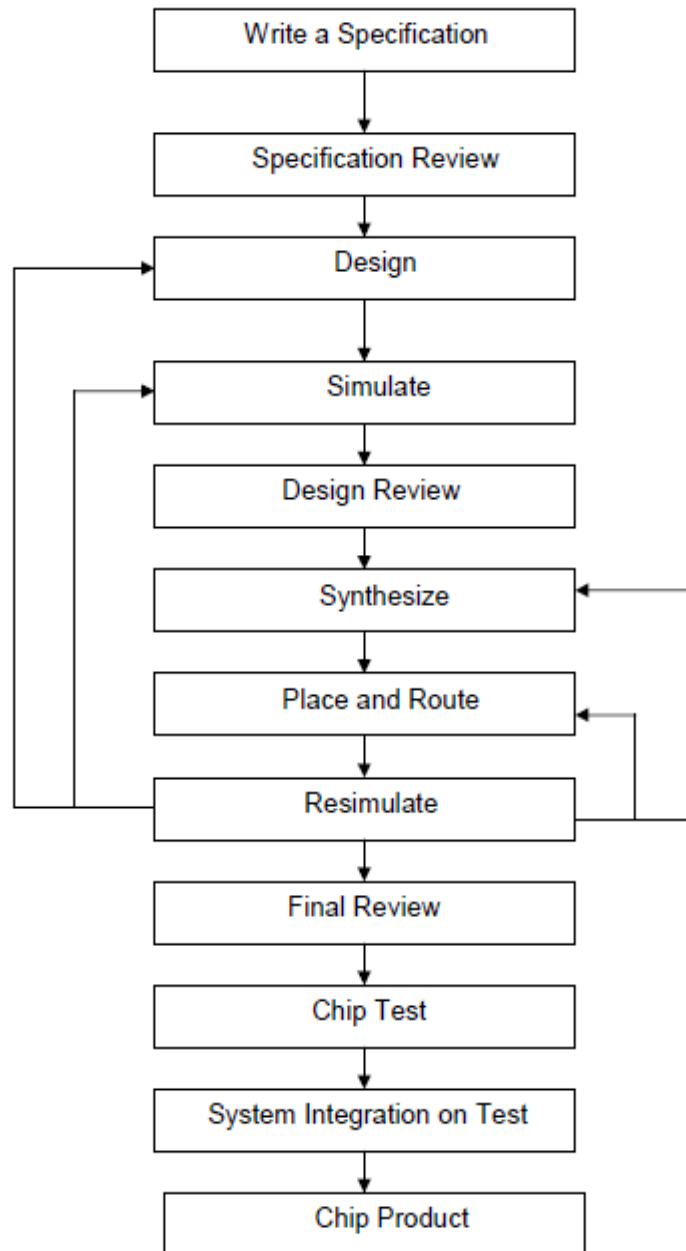 Write a Specification
Specification Review
Design
Simulate
Design Review
Synthesize
Place and Route
Resimulate
Final Review
Chip Test
System Integration on Test
Chip Product